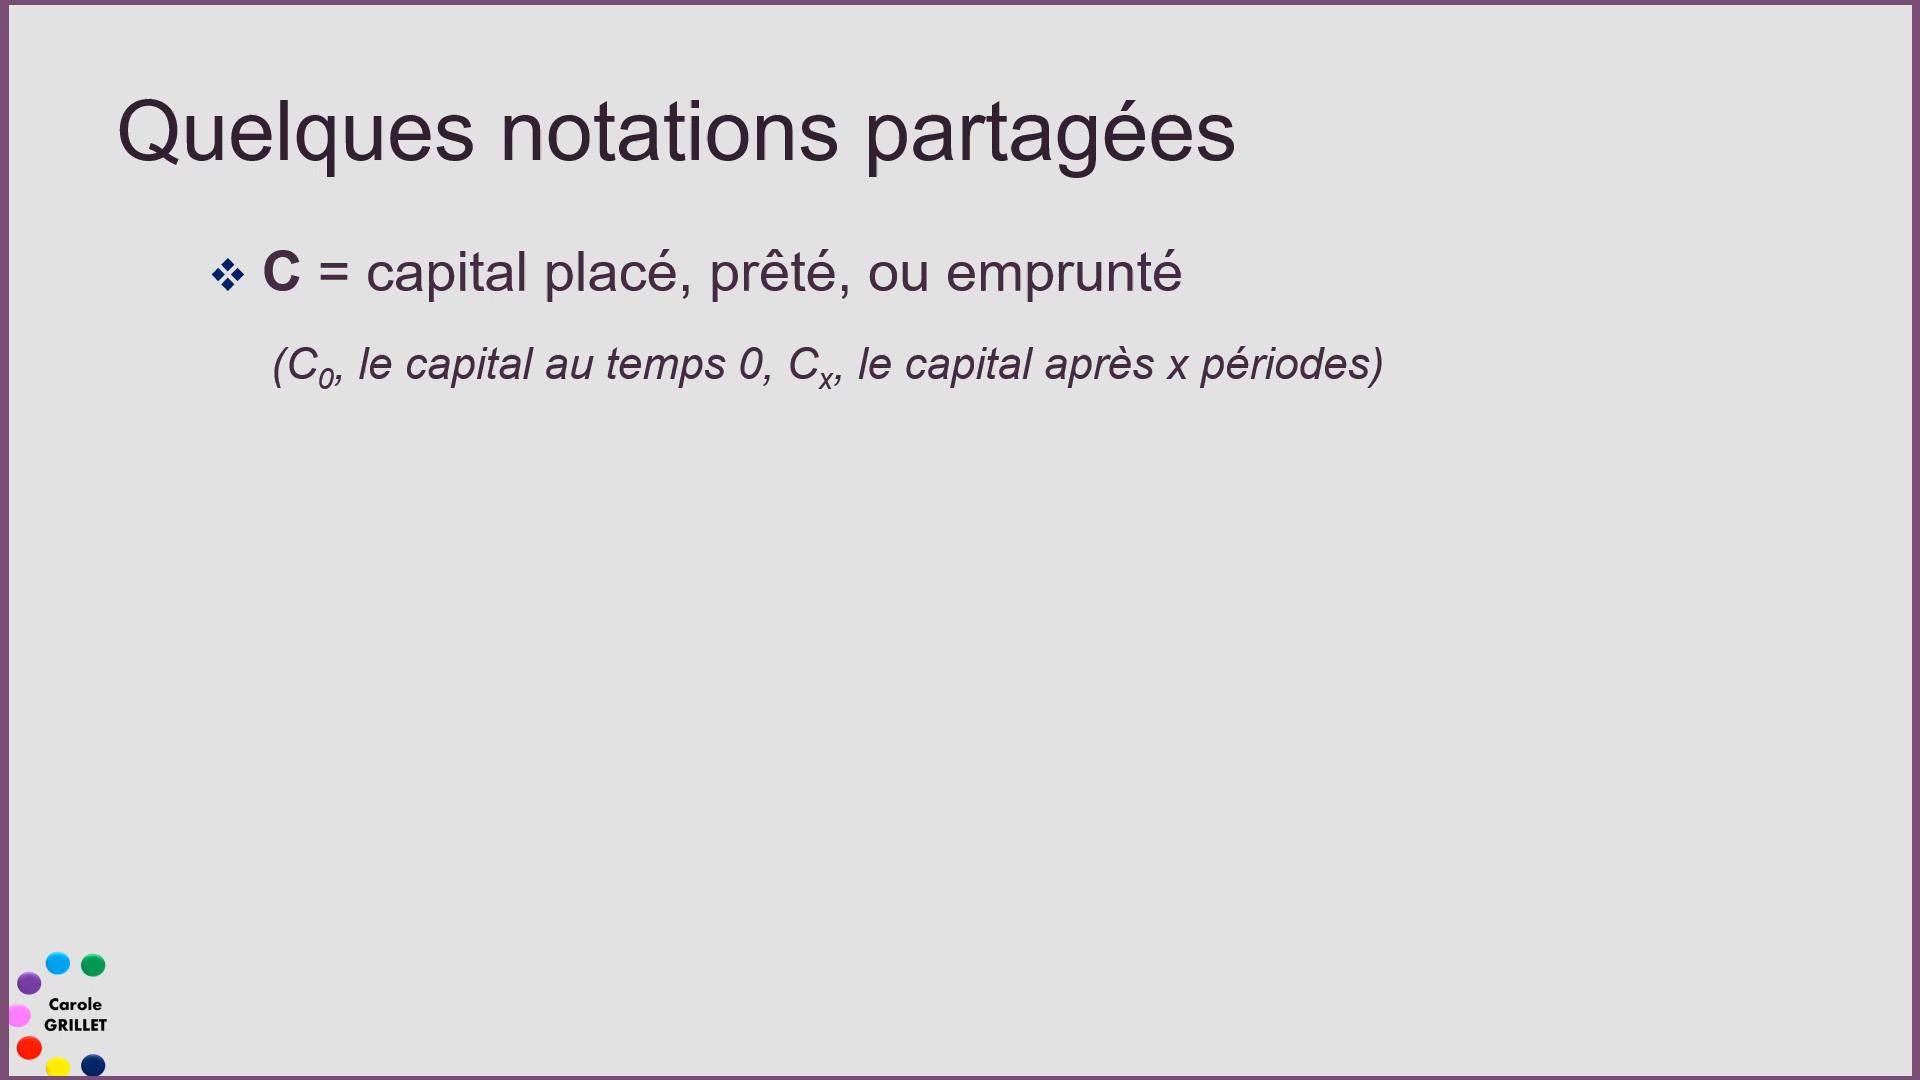 Quelques notations partagées
❖ C = capital placé, prêté, ou emprunté
(C₀, le capital au temps 0, Cₓ, le capital après x périodes)
Carole
GRILLET